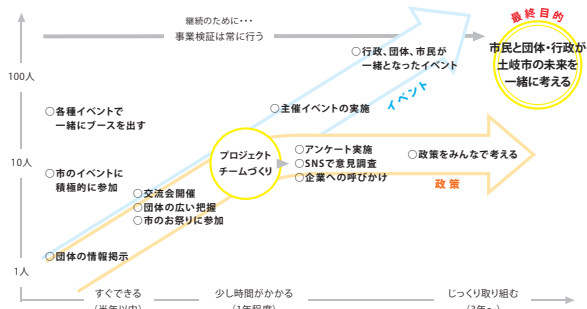 継続のために･･･
事業検証は常に行う
最終目的
市民と団体・行政が
土岐市の未来を
一緒に考える
○行政、団体、市民が
一緒となったイベント
イベント
100人
○各種イベントで
一緒にブースを出す
○主催イベントの実施
プロジェクト
チームづくり
○アンケート実施
○SNSで意見調査
○企業への呼びかけ
○政策をみんなで考える
政策
10人
○市のイベントに
積極的に参加
○交流会開催
○団体の広い把握
○市のお祭りに参加
○団体の情報掲示
1人
すぐできる
(半年以内)
少し時間がかかる
(1年程度)
じっくり取り組む
(3年～)